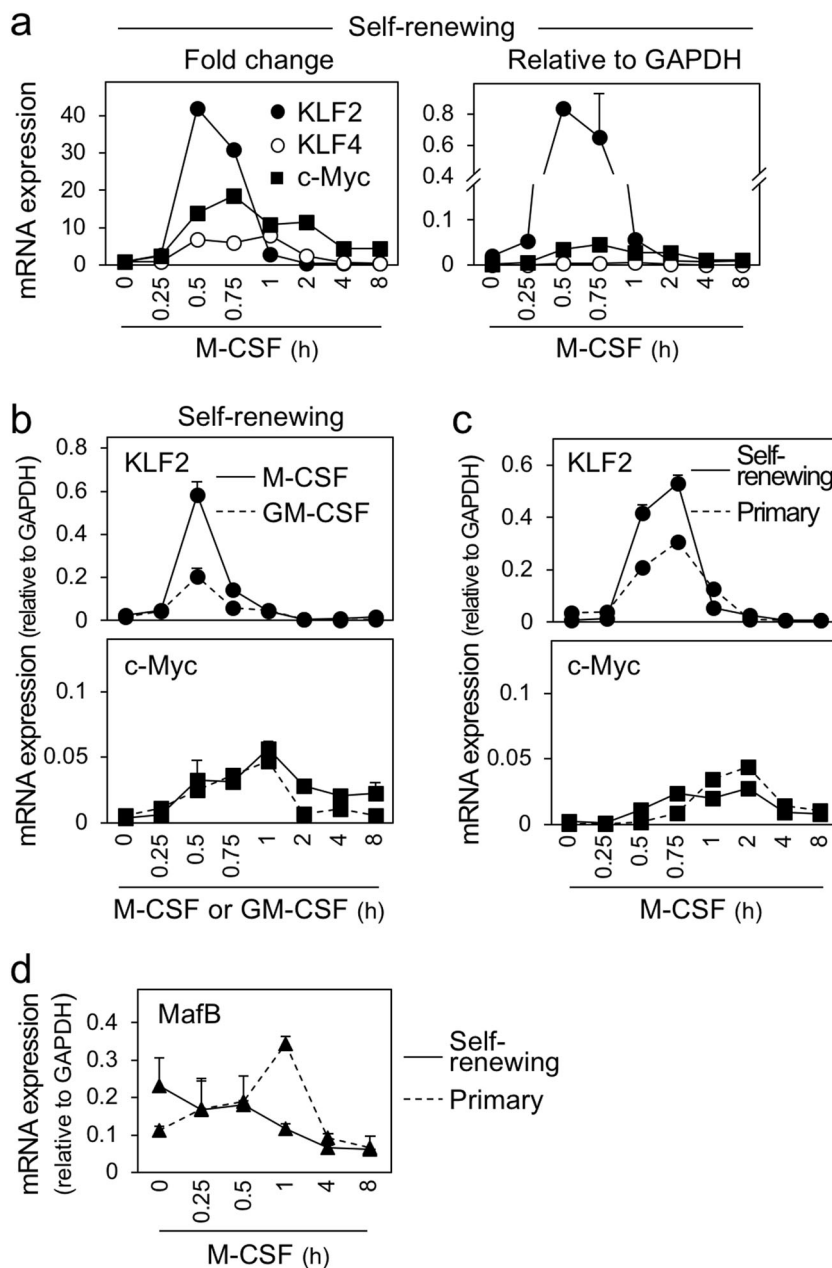 a
Self-renewing
Fold change
Relative to GAPDH
mRNA expression
40
30
20
10
0
KLF2
KLF4
c-Myc
0.8
0.6
0.4
0.1
0
0 0.25 0.5 0.75 1 2 4 8
M-CSF (h)
0 0.25 0.5 0.75 1 2 4 8
M-CSF (h)
b
Self-renewing
mRNA expression (relative to GAPDH)
0.8
0.6
0.4
0.2
0
KLF2
M-CSF
GM-CSF
0.1
0.05
0
c-Myc
0 0.25 0.5 0.75 1 2 4 8
M-CSF or GM-CSF (h)
c
mRNA expression (relative to GAPDH)
0.6
0.4
0.2
0
KLF2
Self-
renewing
Primary
0.1
0.05
0
c-Myc
0 0.25 0.5 0.75 1 2 4 8
M-CSF (h)
d
mRNA expression
(relative to GAPDH)
0.4
0.3
0.2
0.1
0
MafB
Self-
renewing
Primary
0 0.25 0.5 1 4 8
M-CSF (h)